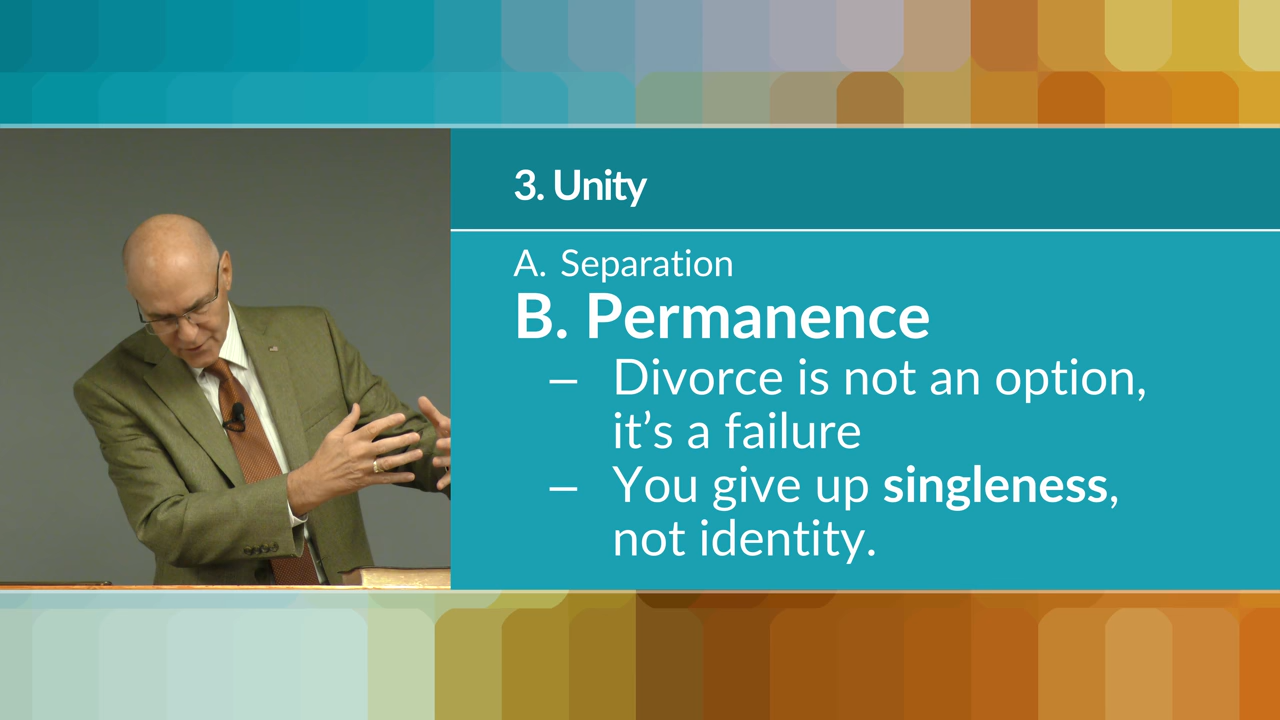 3. Unity
A. Separation
B. Permanence
– Divorce is not an option,
it’s a failure
– You give up singleness,
not identity.